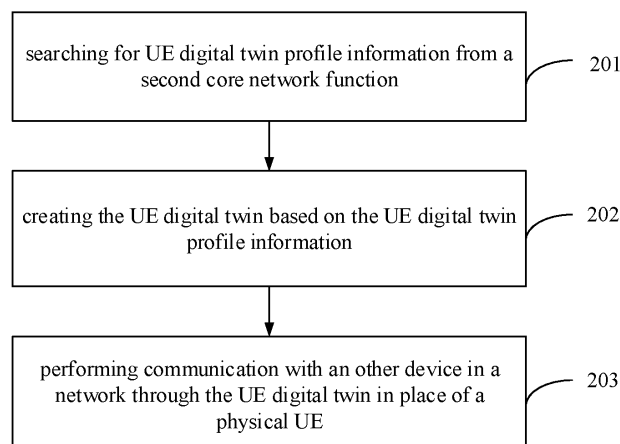 searching for UE digital twin profile information from a
second core network function
201
creating the UE digital twin based on the UE digital twin
profile information
202
performing communication with an other device in a
network through the UE digital twin in place of a
physical UE
203